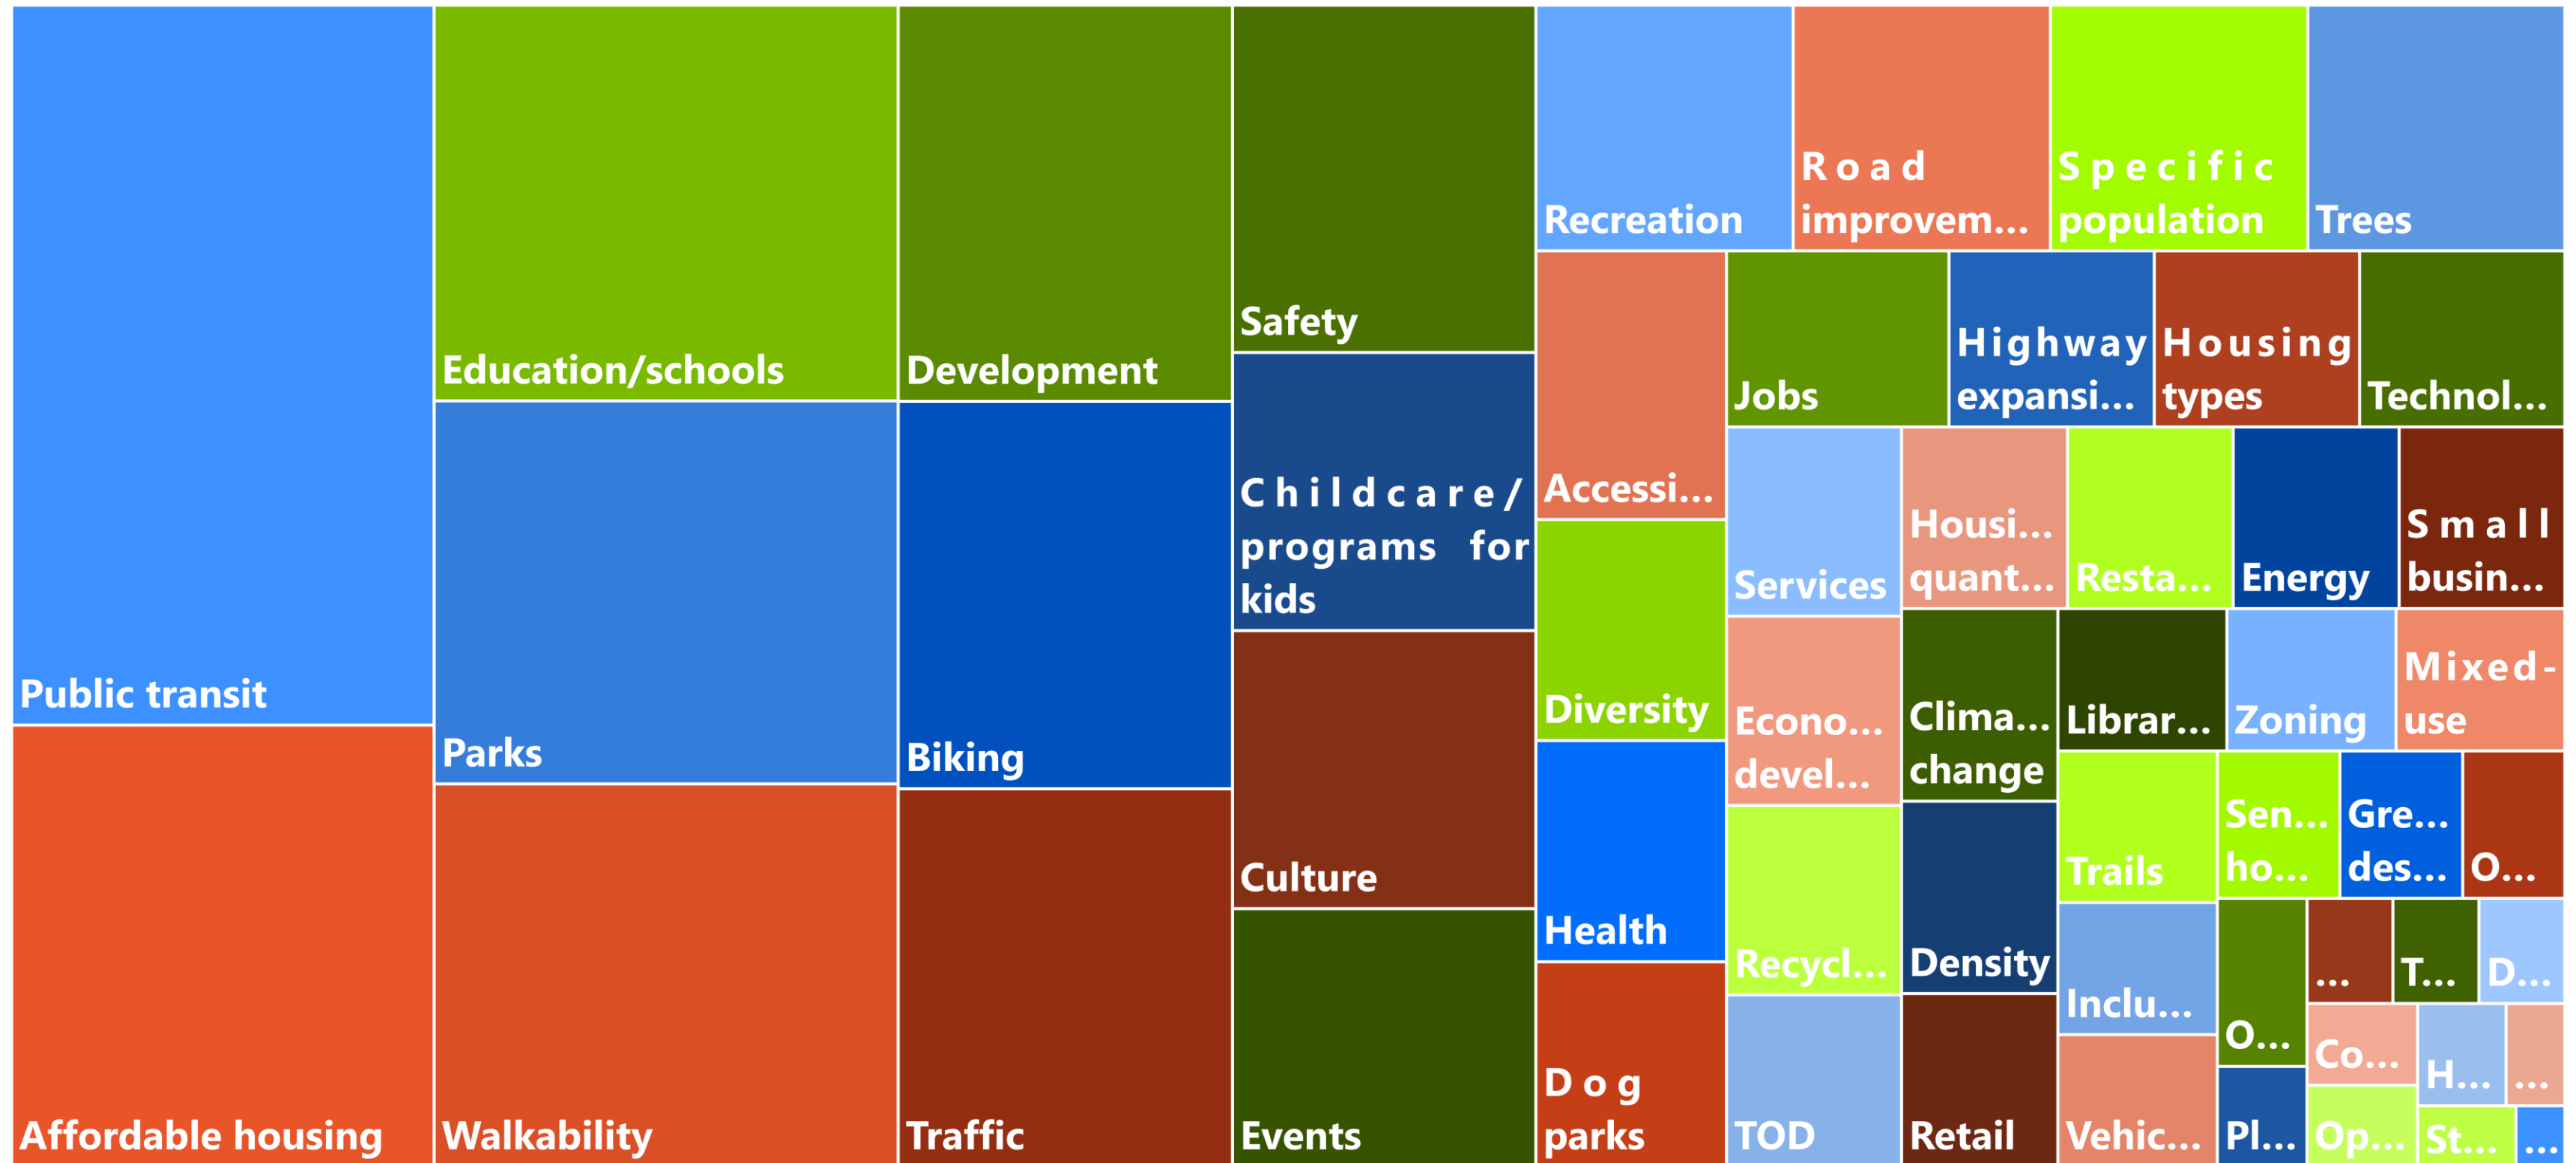 Public transit
Affordable housing
Education/schools
Parks
Walkability
Development
Biking
Traffic
Safety
Childcare/
programs for
kids
Culture
Events
Recreation
Road
improvem...
Specific
population
Trees
Accessi...
Diversity
Health
Dog
parks
Jobs
Highway
expansi...
Housing
types
Technol...
Services
Econo...
devel...
Recycl...
TOD
Housi...
quant...
Resta...
Energy
Small
busin...
Clima...
change
Density
Retail
Librar...
Zoning
Mixed-
use
Trails
Inclu...
Vehic...
Sen...
ho...
Gre...
des...
O...
O...
Pl...
...
T...
D...
Co...
Op...
H...
...
St...
...